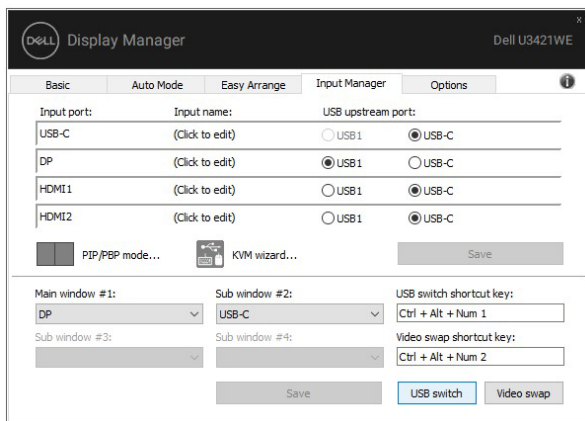 DELL Display Manager Dell U3421WE x
Basic Auto Mode Easy Arrange Input Manager Options i
Input port: Input name: USB upstream port:
USB-C (Click to edit) USB1 USB-C
DP (Click to edit) USB1 USB-C
HDMI1 (Click to edit) USB1 USB-C
HDMI2 (Click to edit) USB1 USB-C
PIP/PBP mode... KVM wizard... Save
Main window #1: Sub window #2: USB switch shortcut key:
DP USB-C Ctrl + Alt + Num 1
Sub window #3: Sub window #4: Video swap shortcut key:
Ctrl + Alt + Num 2
Save USB switch Video swap